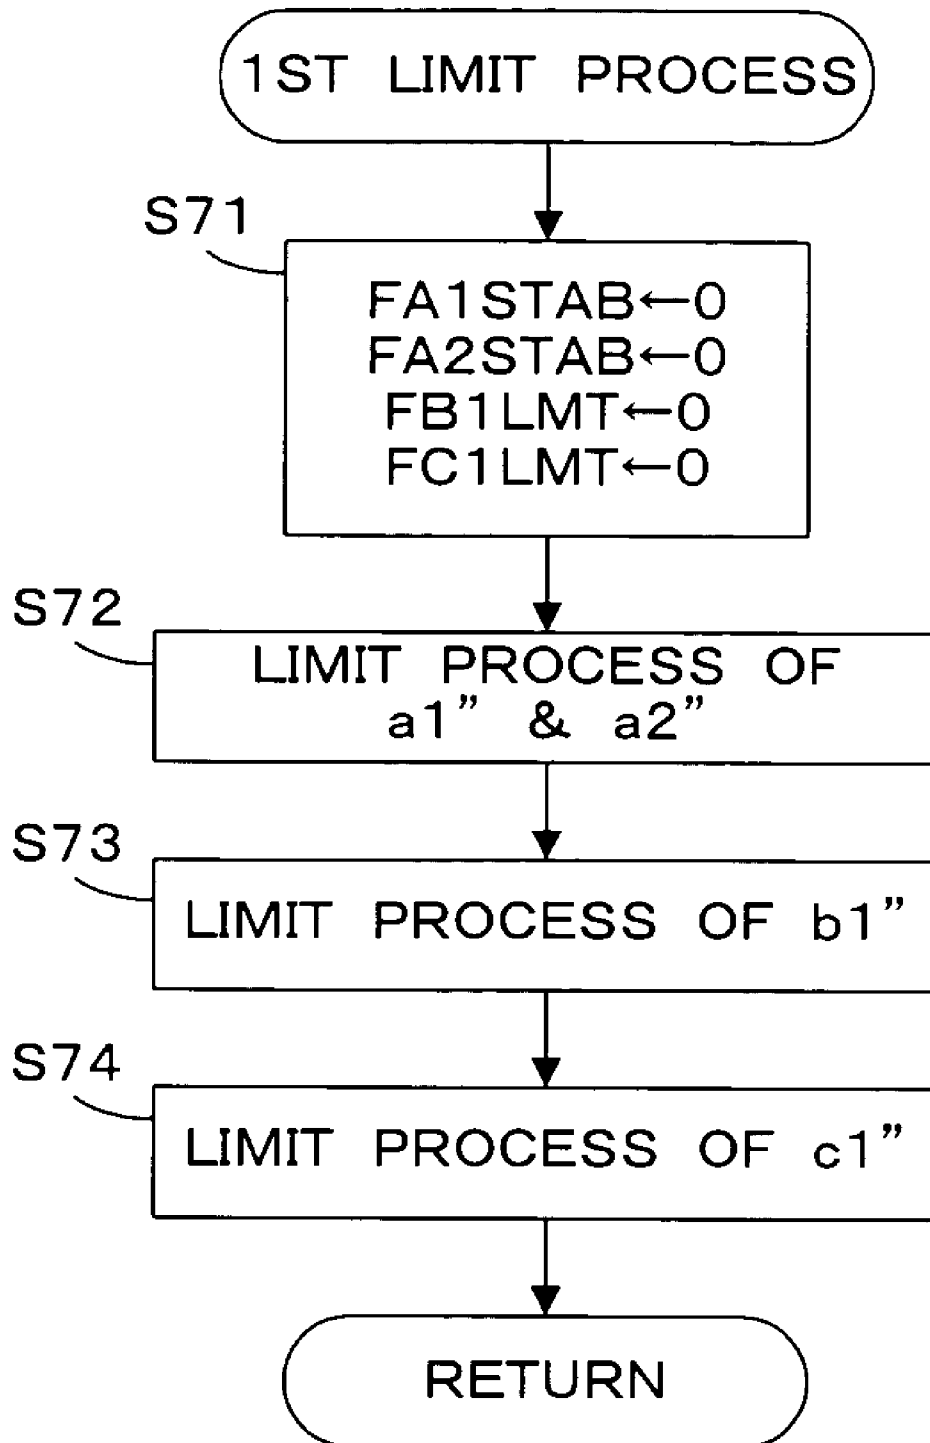 1ST LIMIT PROCESS
S71
FA1STAB←0
FA2STAB←0
FB1LMT←0
FC1LMT←0
S72
LIMIT PROCESS OF
a1” & a2”
S73
LIMIT PROCESS OF b1”
S74
LIMIT PROCESS OF c1”
RETURN